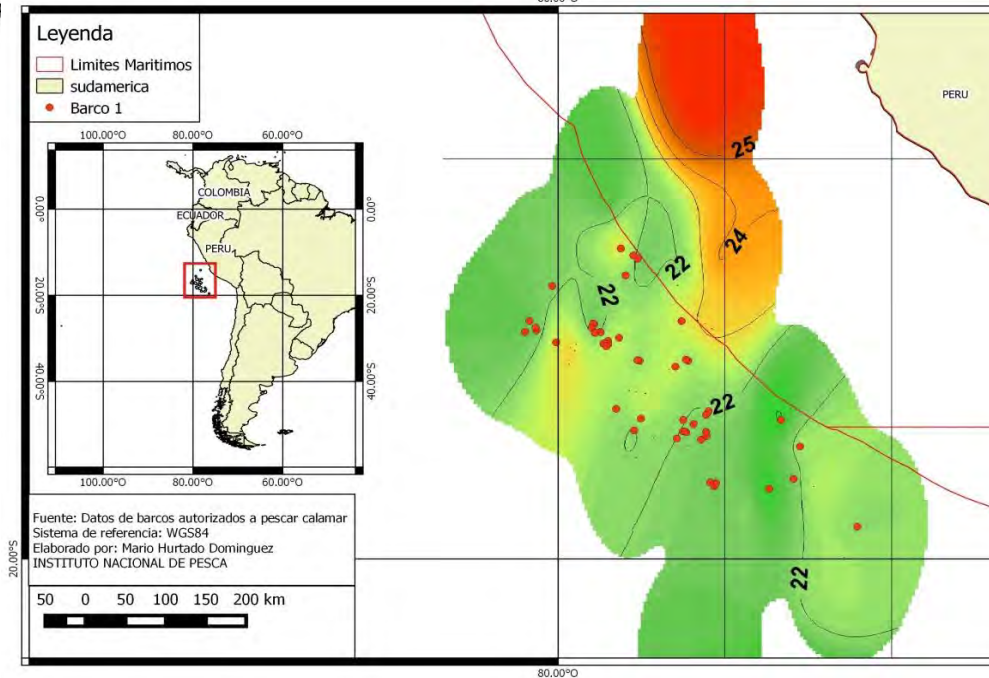 Leyenda
Limites Maritimos
sudamerica
Barco 1
100.00°O 80.00°O 60.00°O
COLOMBIA
ECUADOR
PERU
0.00°
0.00°
20.00°S
20.00°S
40.00°S
40.00°S
100.00°O 80.00°O 60.00°O
Fuente: Datos de barcos autorizados a pescar calamar
Sistema de referencia: WGS84
Elaborado por: Mario Hurtado Dominguez
INSTITUTO NACIONAL DE PESCA
50 0 50 100 150 200 km
PERU
25
24
22
22
22
22
20.00°S
80.00°O